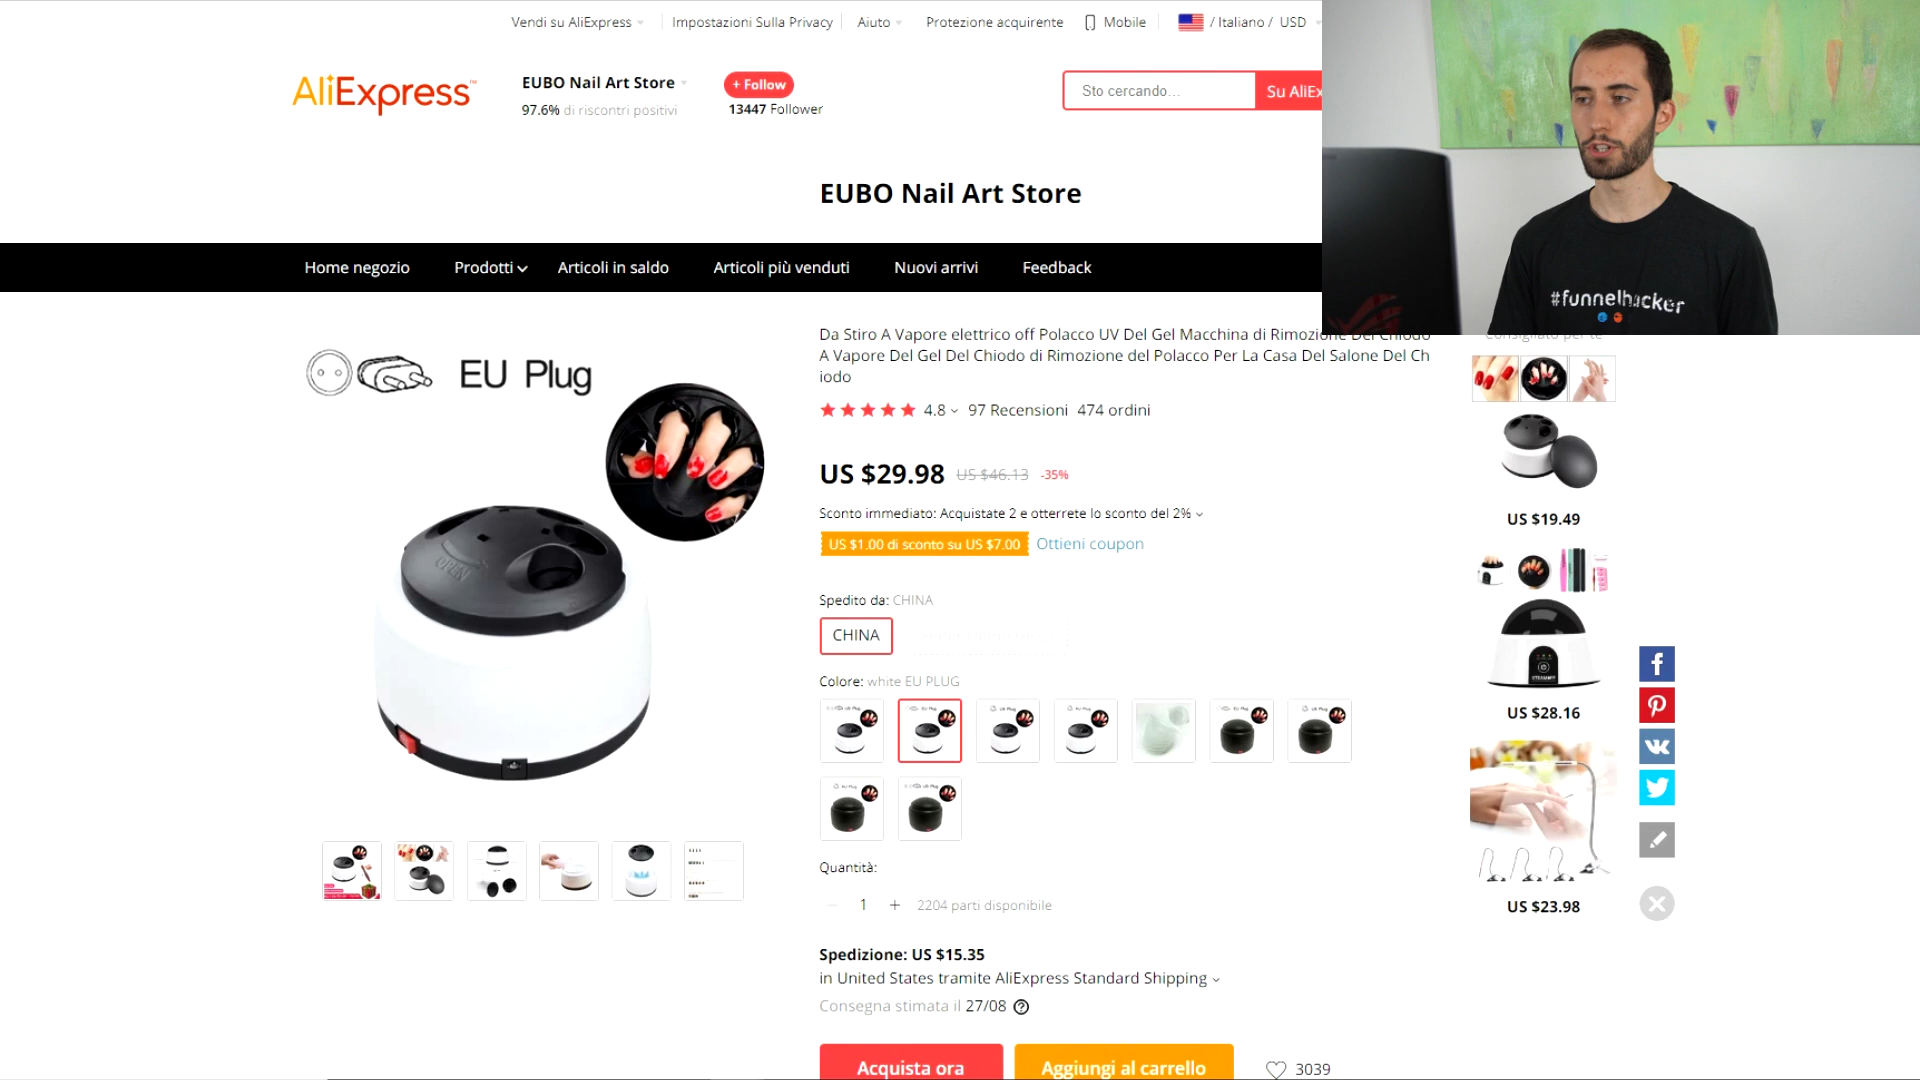 Vendi su AliExpress
Impostazioni Sulla Privacy
Aiuto
Protezione acquirente
Mobile
/ Italiano / USD
AliExpress™
EUBO Nail Art Store
97.6% di riscontri positivi
+ Follow
13447 Follower
Sto cercando...
Su AliEx
#funnelhacker
EUBO Nail Art Store
Home negozio
Prodotti
Articoli in saldo
Articoli più venduti
Nuovi arrivi
Feedback
EU Plug
OPEN
Da Stiro A Vapore elettrico off Polacco UV Del Gel Macchina di Rimozione Del Chiodo
A Vapore Del Gel Del Chiodo di Rimozione del Polacco Per La Casa Del Salone Del Ch
iodo
4.8
97 Recensioni
474 ordini
US $29.98
US $46.13
-35%
Sconto immediato: Acquistate 2 e otterrete lo sconto del 2%
US $1.00 di sconto su US $7.00
Ottieni coupon
Spedito da: CHINA
CHINA
Colore: white EU PLUG
Quantità:
1
+
2204 parti disponibile
Spedizione: US $15.35
in United States tramite AliExpress Standard Shipping
Consegna stimata il 27/08
Acquista ora
Aggiungi al carrello
3039
Consigliato per te
US $19.49
US $28.16
US $23.98